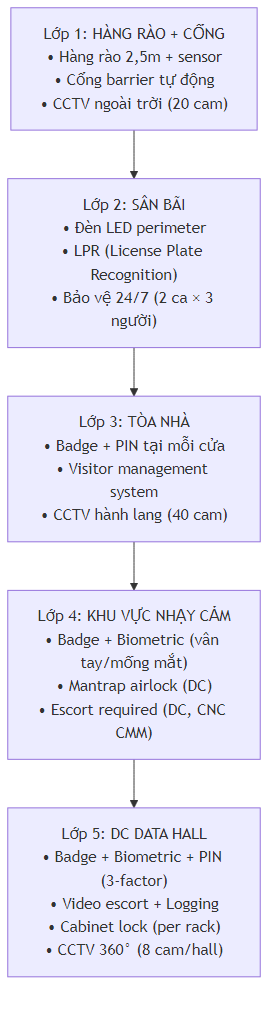 Lớp 1: HÀNG RÀO + CỔNG
• Hàng rào 2,5m + sensor
• Cổng barrier tự động
• CCTV ngoài trời (20 cam)
Lớp 2: SÂN BÃI
• Đèn LED perimeter
• LPR (License Plate
Recognition)
• Bảo vệ 24/7 (2 ca × 3
người)
Lớp 3: TÒA NHÀ
• Badge + PIN tại mỗi cửa
• Visitor management
system
• CCTV hành lang (40 cam)
Lớp 4: KHU VỰC NHẠY CẢM
• Badge + Biometric (vân
tay/mống mắt)
• Mantrap airlock (DC)
• Escort required (DC, CNC
CMM)
Lớp 5: DC DATA HALL
• Badge + Biometric + PIN
(3-factor)
• Video escort + Logging
• Cabinet lock (per rack)
• CCTV 360° (8 cam/hall)